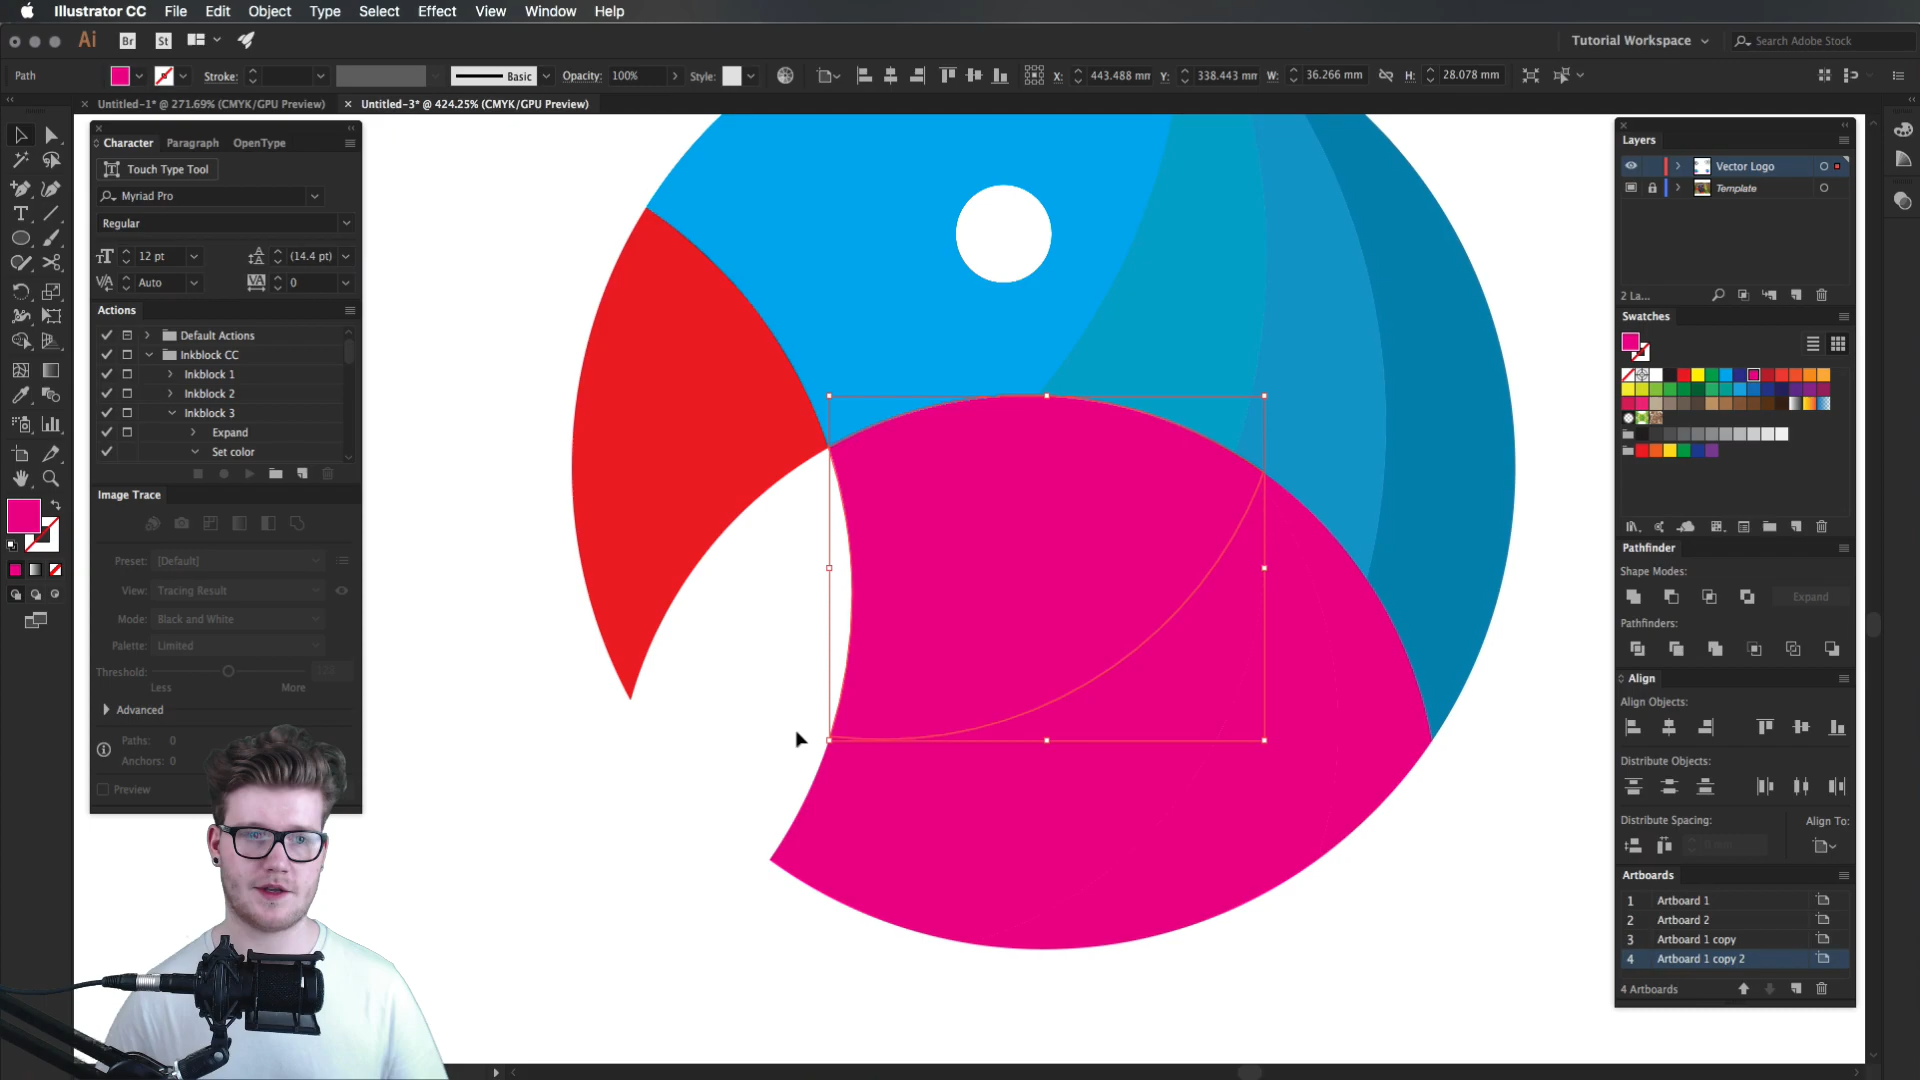 Illustrator CC File Edit Object Type Select Effect View Window Help
Ai Br St Tutorial Workspace Search Adobe Stock
Path Stroke: Basic Opacity: 100% Style: X: 443.488 mm Y: 338.443 mm W: 36.266 mm H: 28.078 mm
Untitled-1* @ 271.69% (CMYK/GPU Preview) Untitled-3* @ 424.25% (CMYK/GPU Preview)
Character Paragraph OpenType
Touch Type Tool
Myriad Pro
Regular
12 pt (14.4 pt)
Auto 0
Actions
Default Actions
Inkblock CC
Inkblock 1
Inkblock 2
Inkblock 3
Expand
Set color
Image Trace
Preset: [Default]
View: Tracing Result
Mode: Black and White
Palette: Limited
Threshold:
Less More
Advanced
Paths: 0
Anchors: 0
Preview
Layers
Vector Logo
Template
2 La...
Swatches
Pathfinder
Shape Modes:
Expand
Pathfinders:
Align
Align Objects:
Distribute Objects:
Distribute Spacing: Align To:
0 mm
Artboards
1 Artboard 1
2 Artboard 2
3 Artboard 1 copy
4 Artboard 1 copy 2
4 Artboards